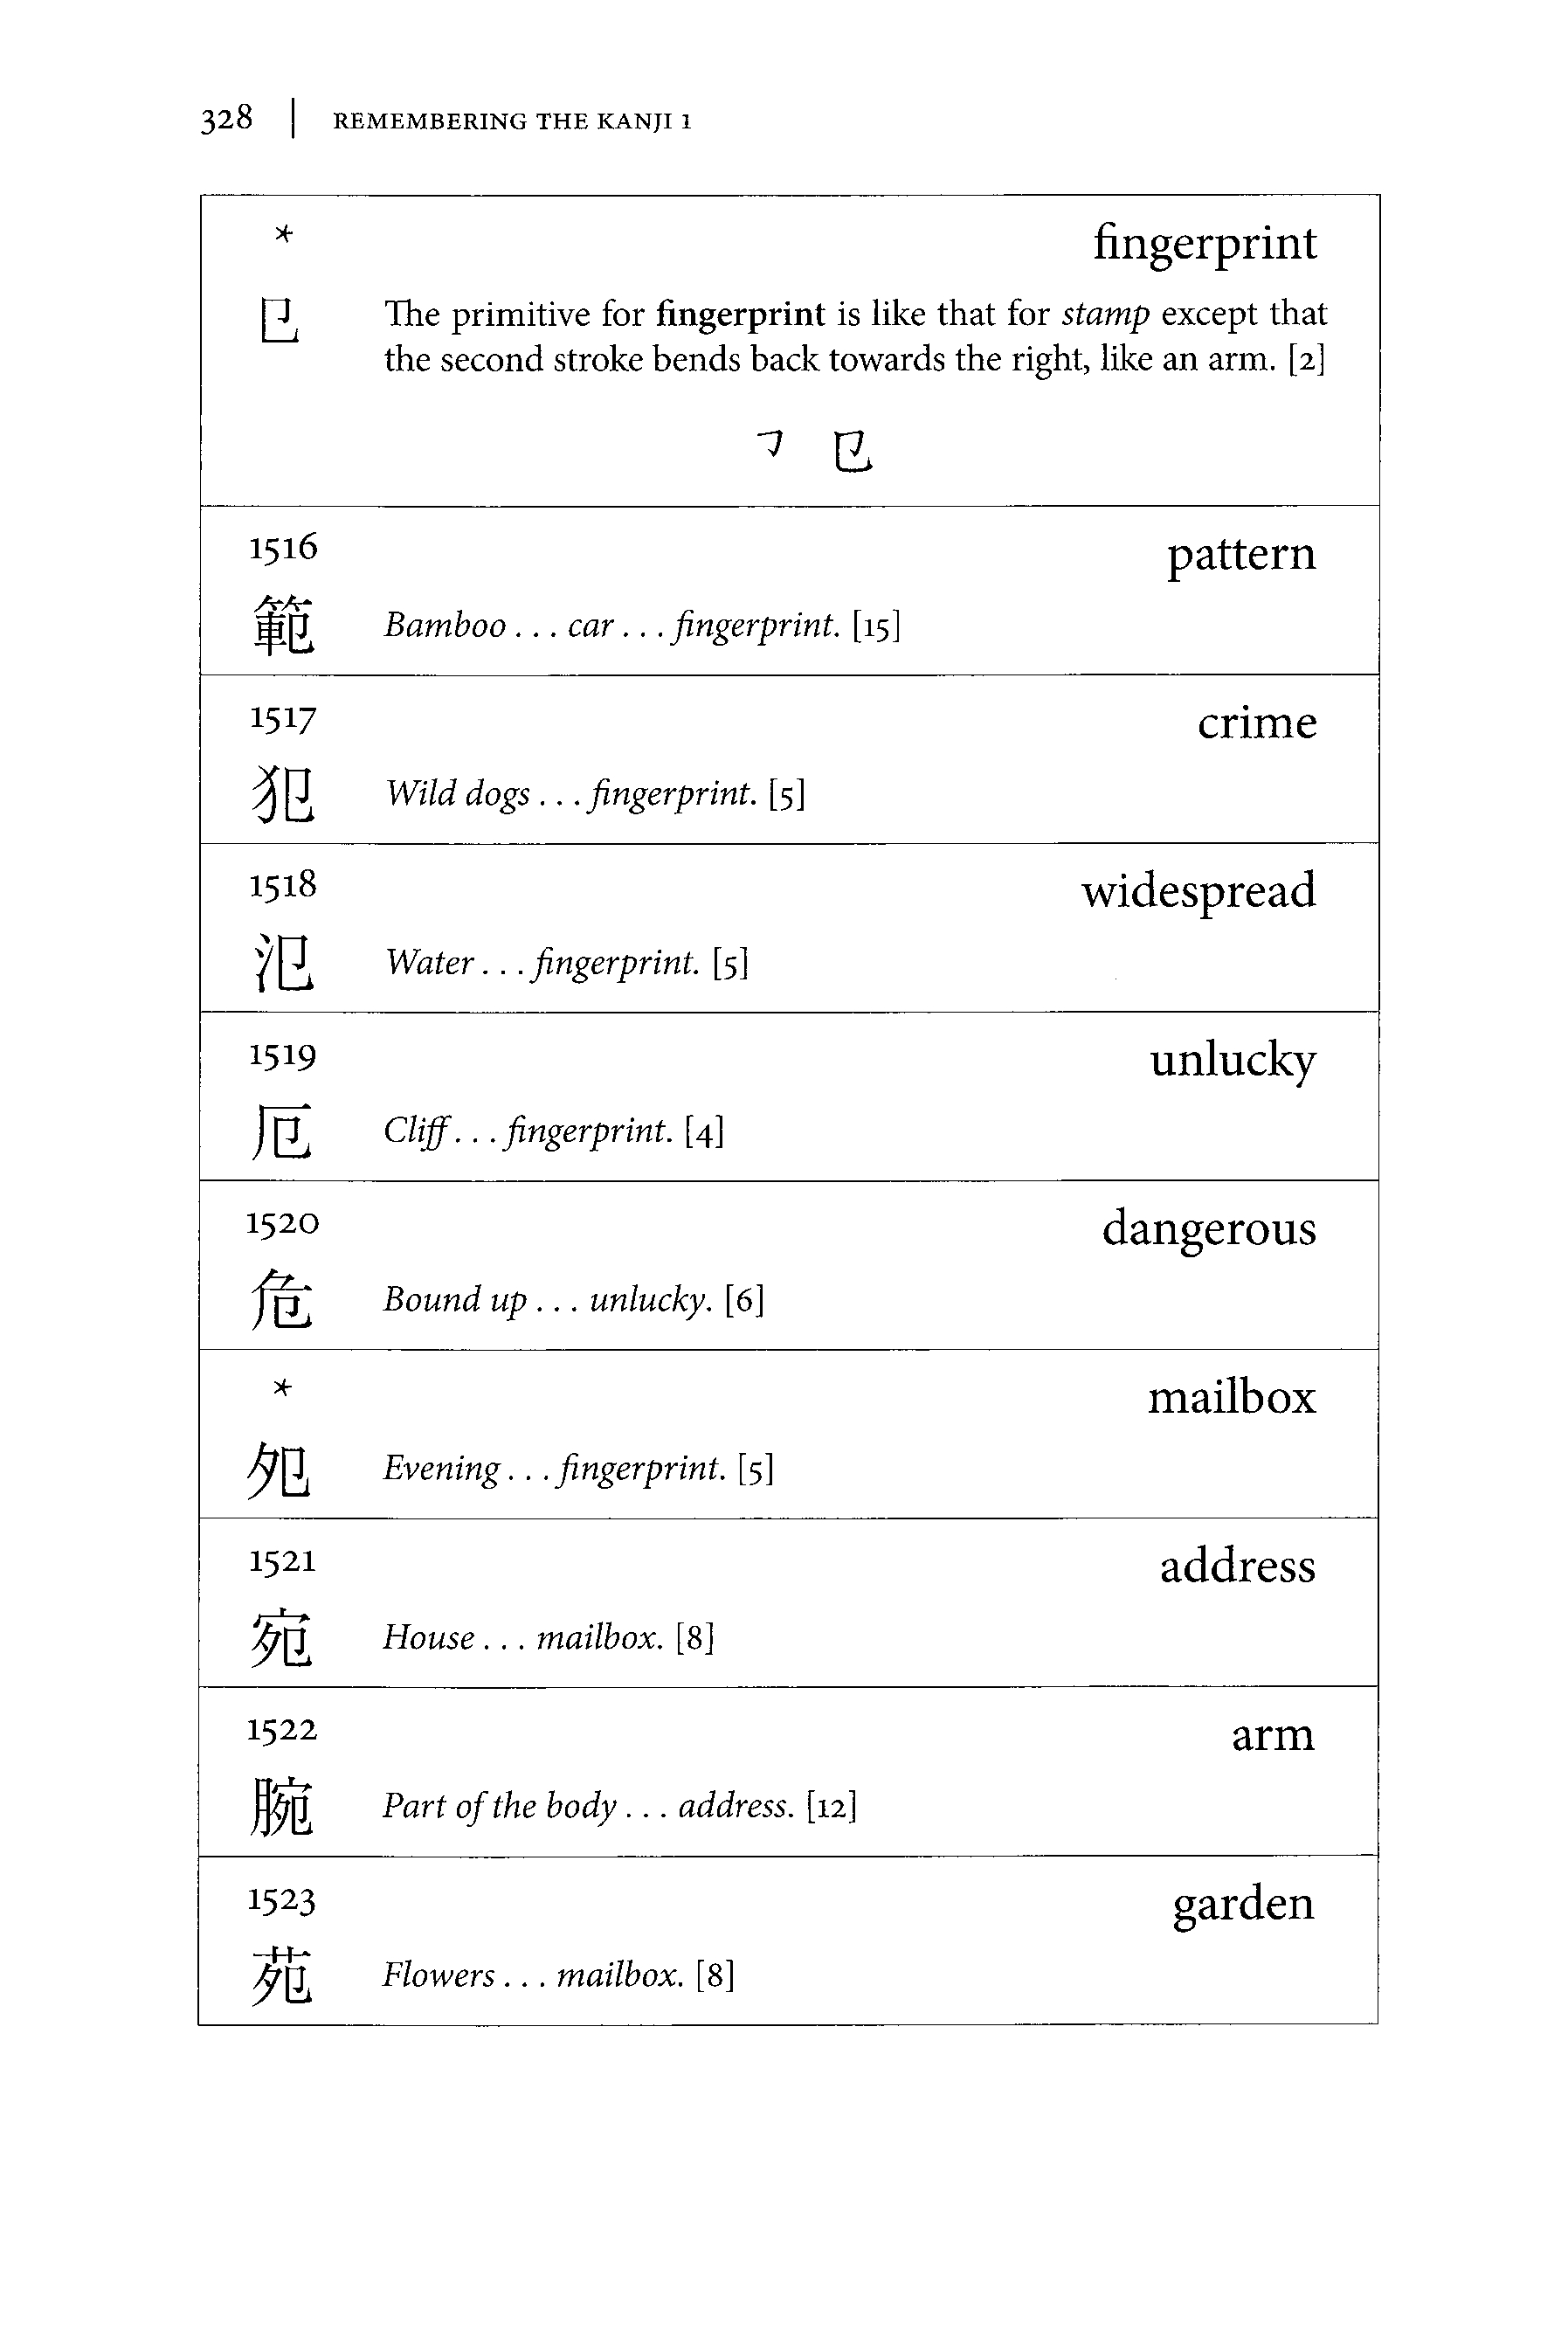 328 | REMEMBERING THE KANJI 1
* fingerprint
㔾 The primitive for fingerprint is like that for stamp except that
the second stroke bends back towards the right, like an arm. [2]
㇆ 㔾
1516 pattern
範 Bamboo . . . car . . . fingerprint. [15]
1517 crime
犯 Wild dogs . . . fingerprint. [5]
1518 widespread
氾 Water . . . fingerprint. [5]
1519 unlucky
厄 Cliff . . . fingerprint. [4]
1520 dangerous
危 Bound up . . . unlucky. [6]
* mailbox
夗 Evening . . . fingerprint. [5]
1521 address
宛 House . . . mailbox. [8]
1522 arm
腕 Part of the body . . . address. [12]
1523 garden
苑 Flowers . . . mailbox. [8]